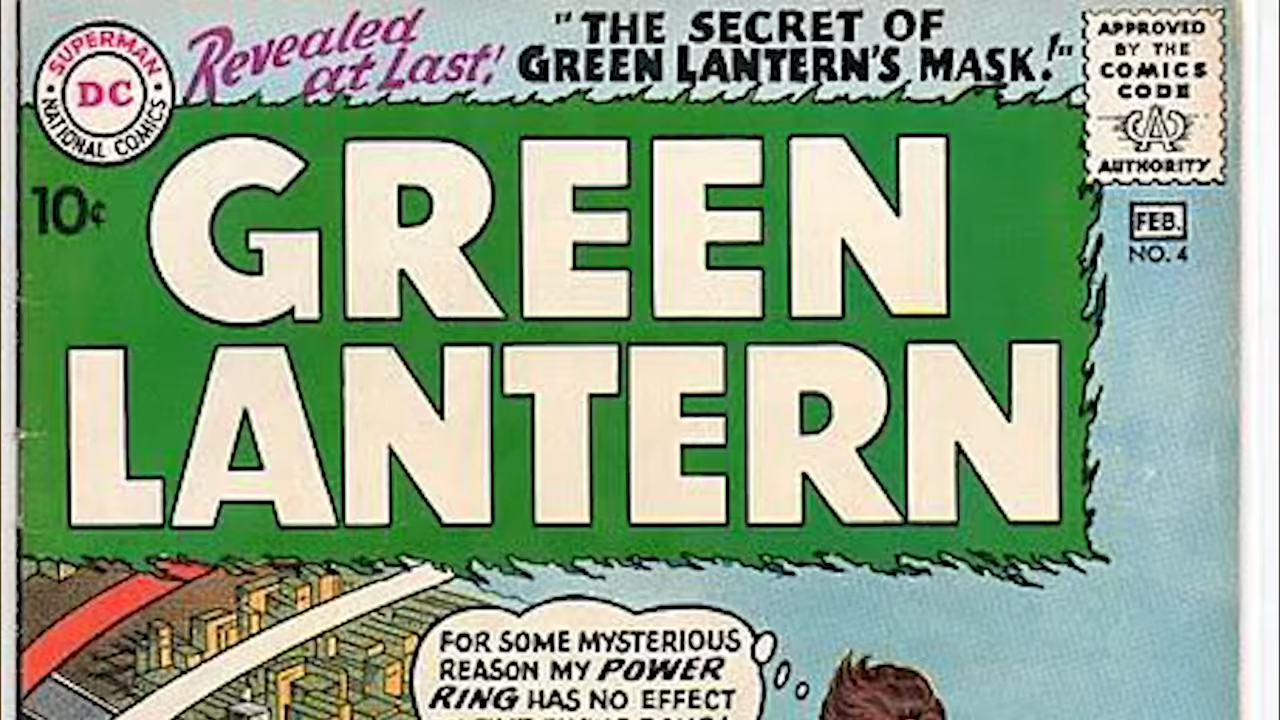 SUPERMAN
DC
NATIONAL COMICS
Revealed
at Last!
"THE SECRET OF
GREEN LANTERN'S MASK!"
APPROVED
BY THE
COMICS
CODE
CA
AUTHORITY
10¢
FEB.
NO. 4
GREEN
LANTERN
FOR SOME MYSTERIOUS
REASON MY POWER
RING HAS NO EFFECT